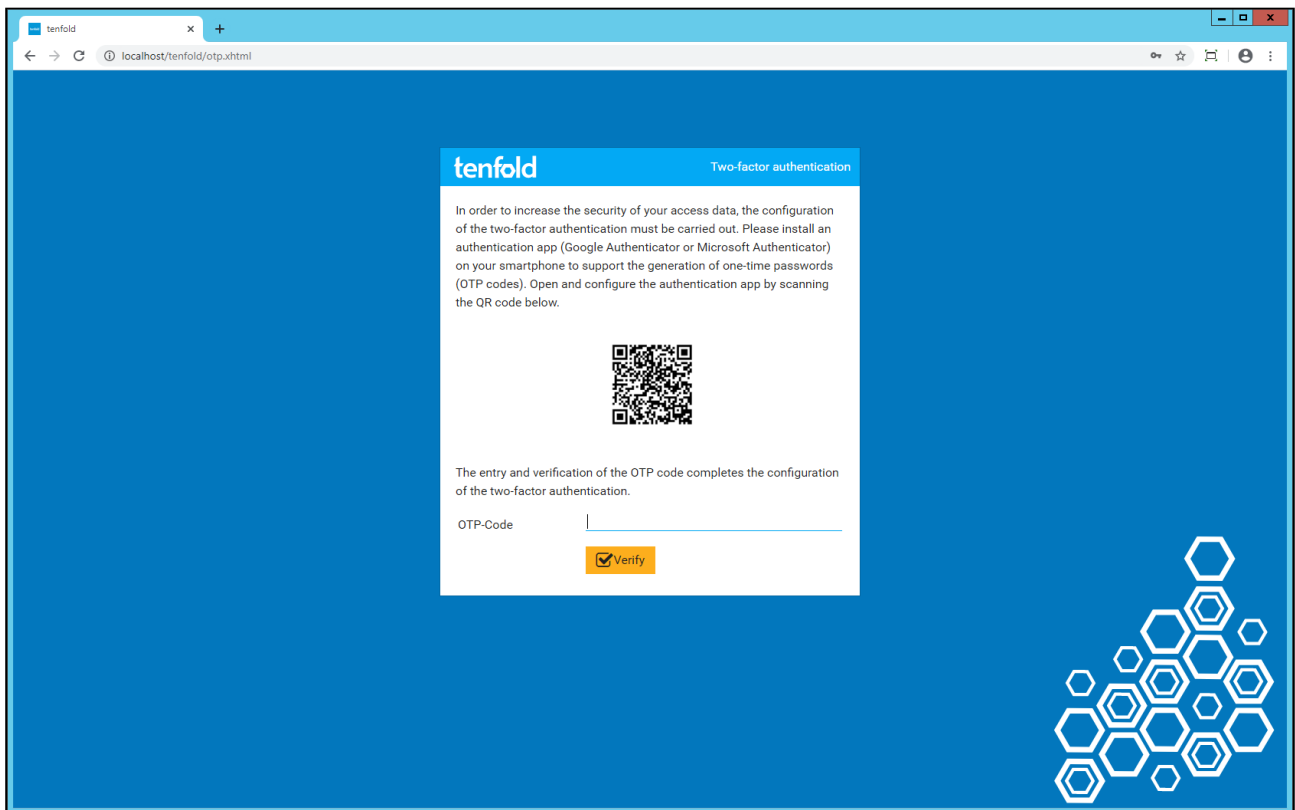 tenfold
localhost/tenfold/otp.xhtml
tenfold Two-factor authentication
In order to increase the security of your access data, the configuration
of the two-factor authentication must be carried out. Please install an
authentication app (Google Authenticator or Microsoft Authenticator)
on your smartphone to support the generation of one-time passwords
(OTP codes). Open and configure the authentication app by scanning
the QR code below.
The entry and verification of the OTP code completes the configuration
of the two-factor authentication.
OTP-Code
Verify